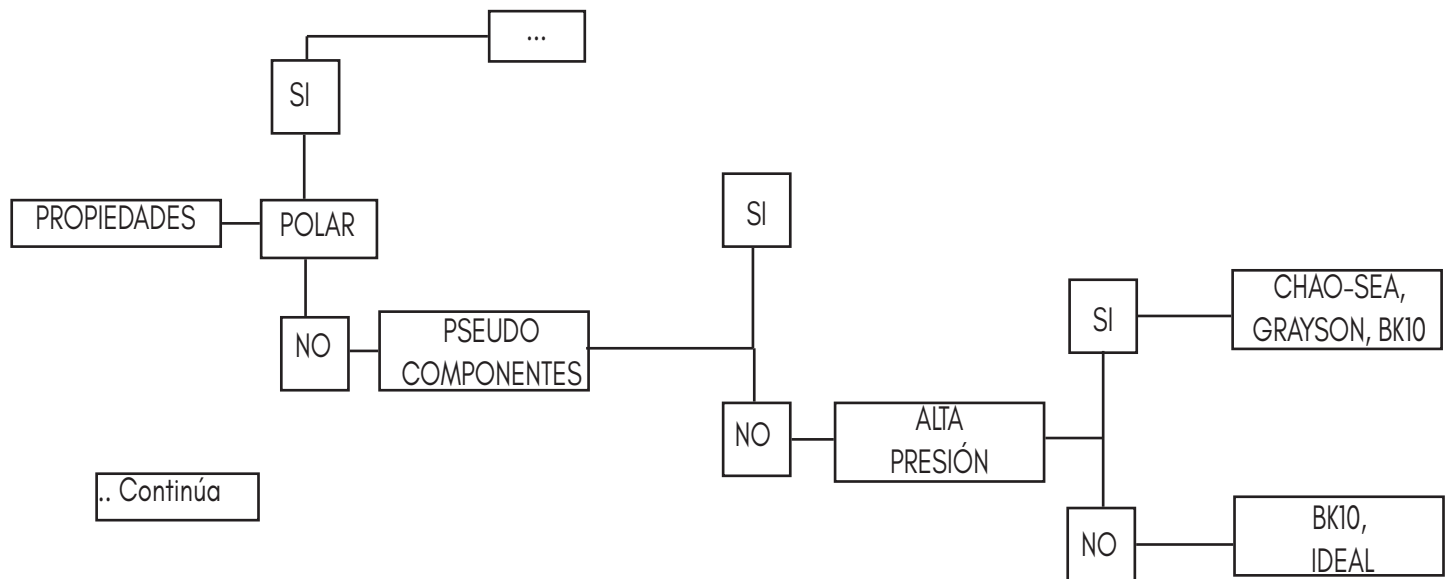 ...
SI
PROPIEDADES
POLAR
SI
NO
PSEUDO
COMPONENTES
SI
CHAO-SEA,
GRAYSON, BK10
NO
ALTA
PRESIÓN
.. Continúa
NO
BK10,
IDEAL